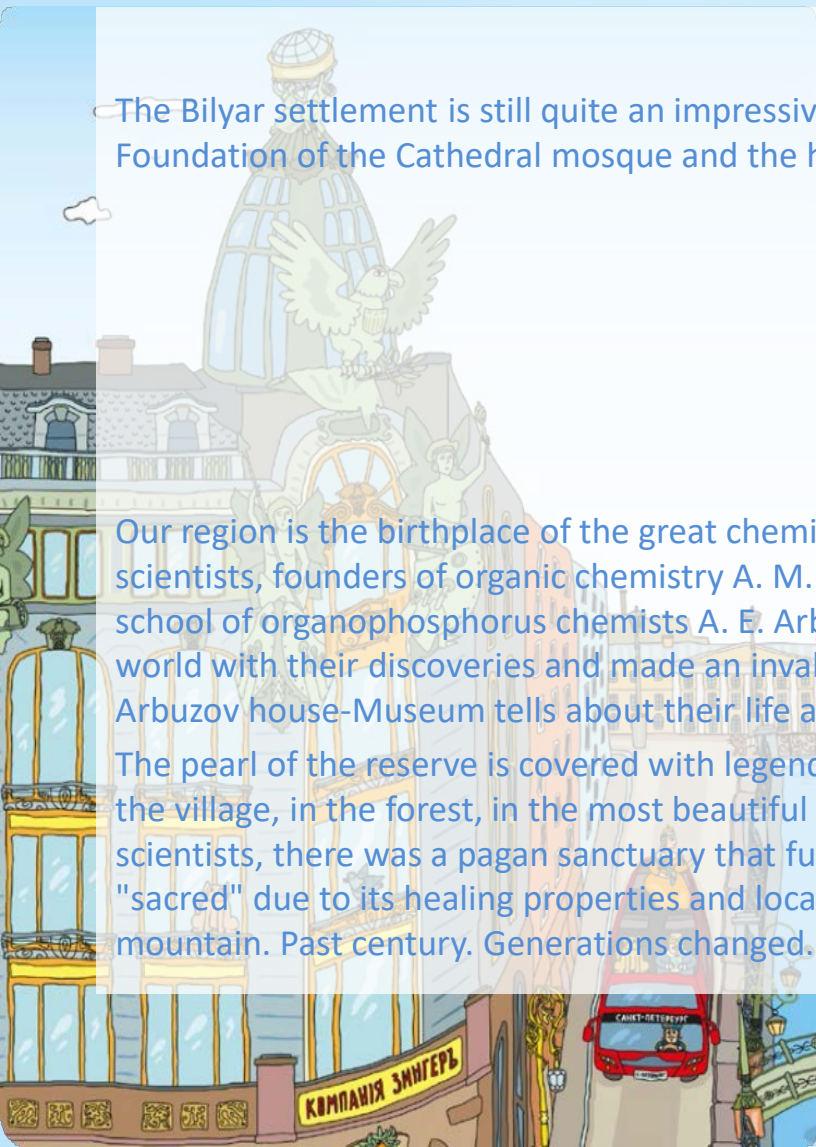 The Bilyar settlement is still quite an impressiv
Foundation of the Cathedral mosque and the h
Our region is the birthplace of the great chemi
scientists, founders of organic chemistry A. M.
school of organophosphorus chemists A. E. Arb
world with their discoveries and made an inval
Arbuzov house-Museum tells about their life a
The pearl of the reserve is covered with legend
the village, in the forest, in the most beautiful
scientists, there was a pagan sanctuary that fu
"sacred" due to its healing properties and loca
mountain. Past century. Generations changed.
САНКТ-ПЕТЕРБУРГ
КОМПАНІЯ ЗИНГЕРЪ